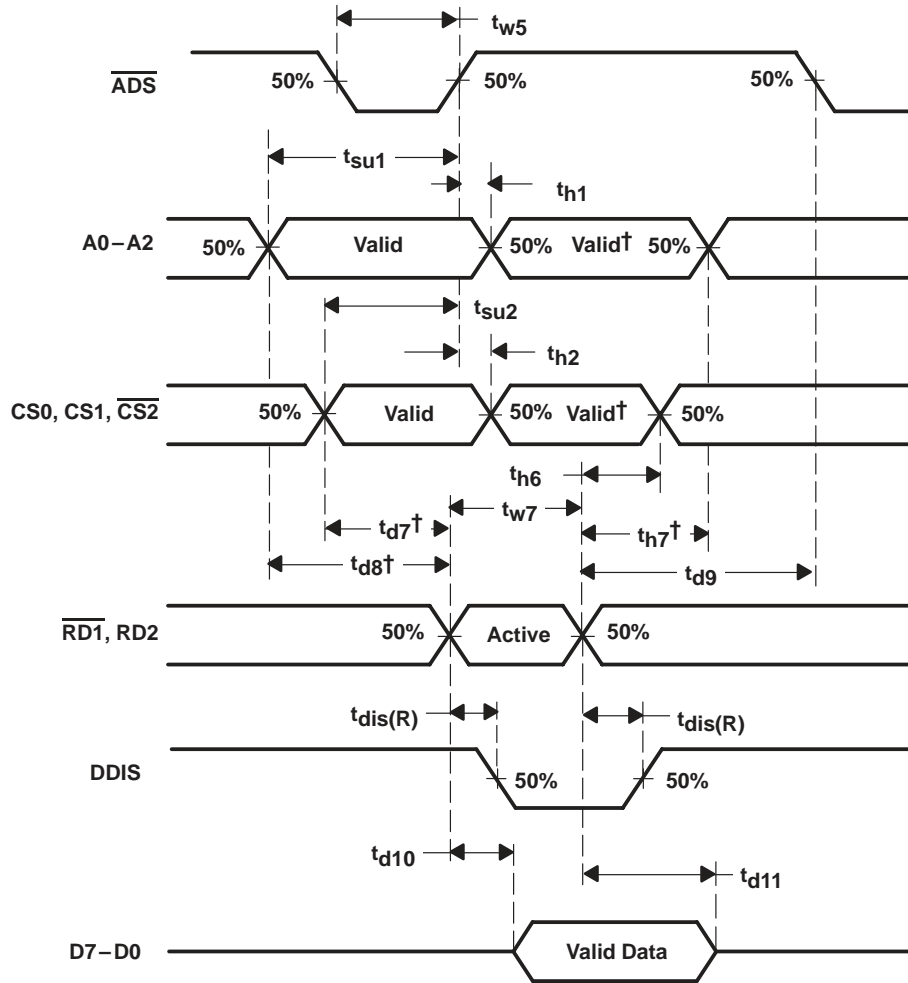 tw5
ADS 50% 50% 50%
tsu1
th1
A0–A2 50% Valid 50% Valid† 50%
tsu2
th2
CS0, CS1, CS2 50% Valid 50% Valid† 50%
th6
tw7
td7† th7†
td8† td9
RD1, RD2 50% Active 50%
tdis(R) tdis(R)
DDIS 50% 50%
td10
td11
D7–D0 Valid Data